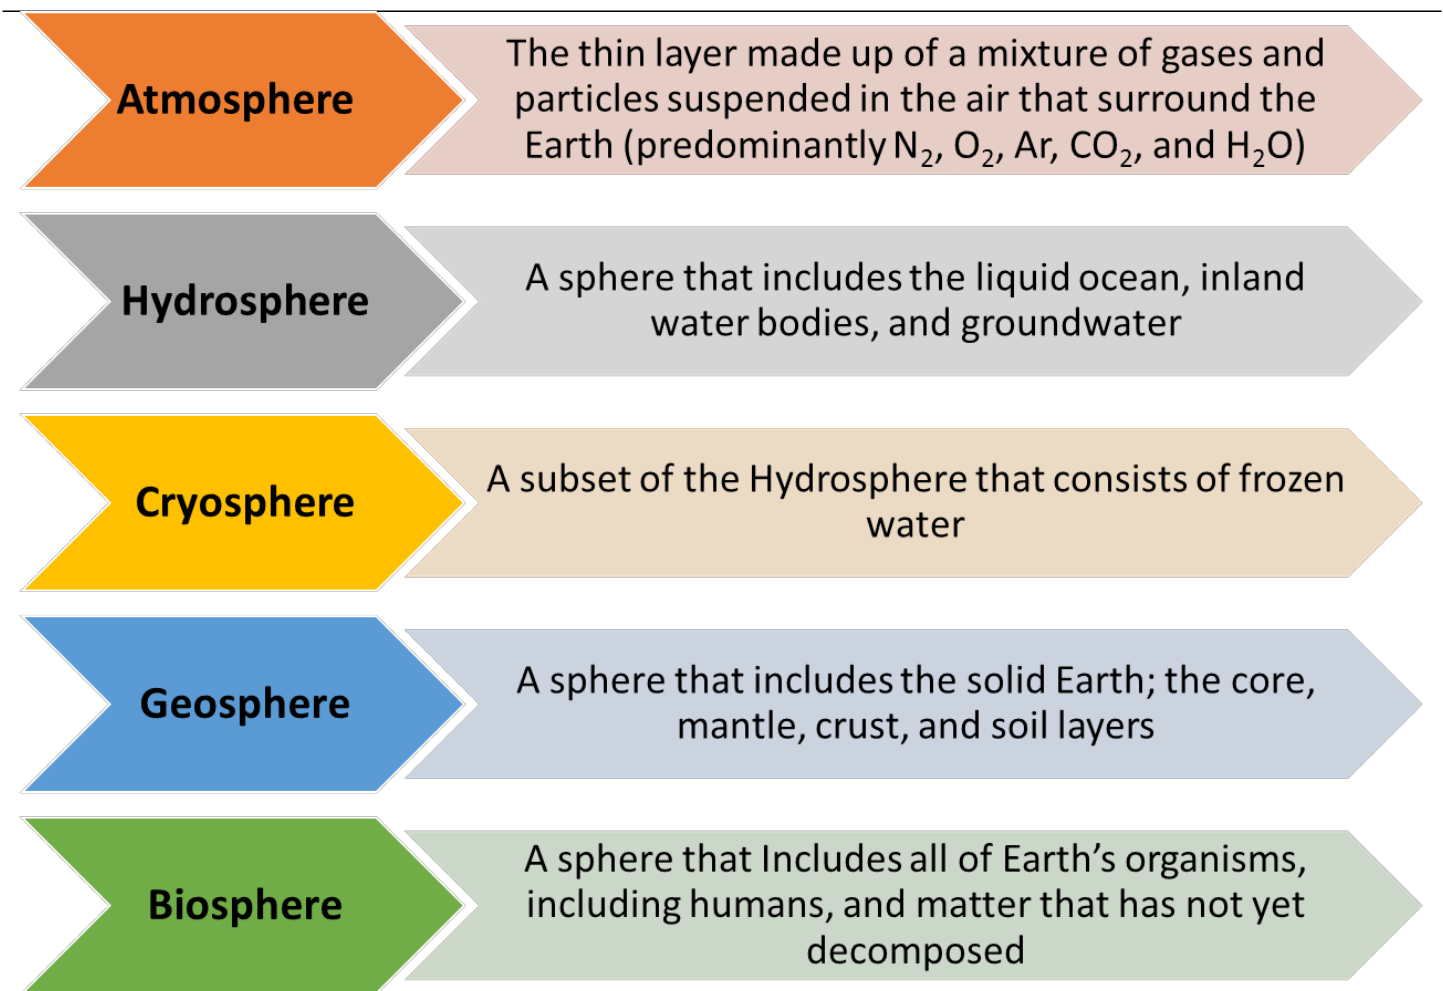 Atmosphere
The thin layer made up of a mixture of gases and
particles suspended in the air that surround the
Earth (predominantly N₂, O₂, Ar, CO₂, and H₂O)
Hydrosphere
A sphere that includes the liquid ocean, inland
water bodies, and groundwater
Cryosphere
A subset of the Hydrosphere that consists of frozen
water
Geosphere
A sphere that includes the solid Earth; the core,
mantle, crust, and soil layers
Biosphere
A sphere that Includes all of Earth’s organisms,
including humans, and matter that has not yet
decomposed